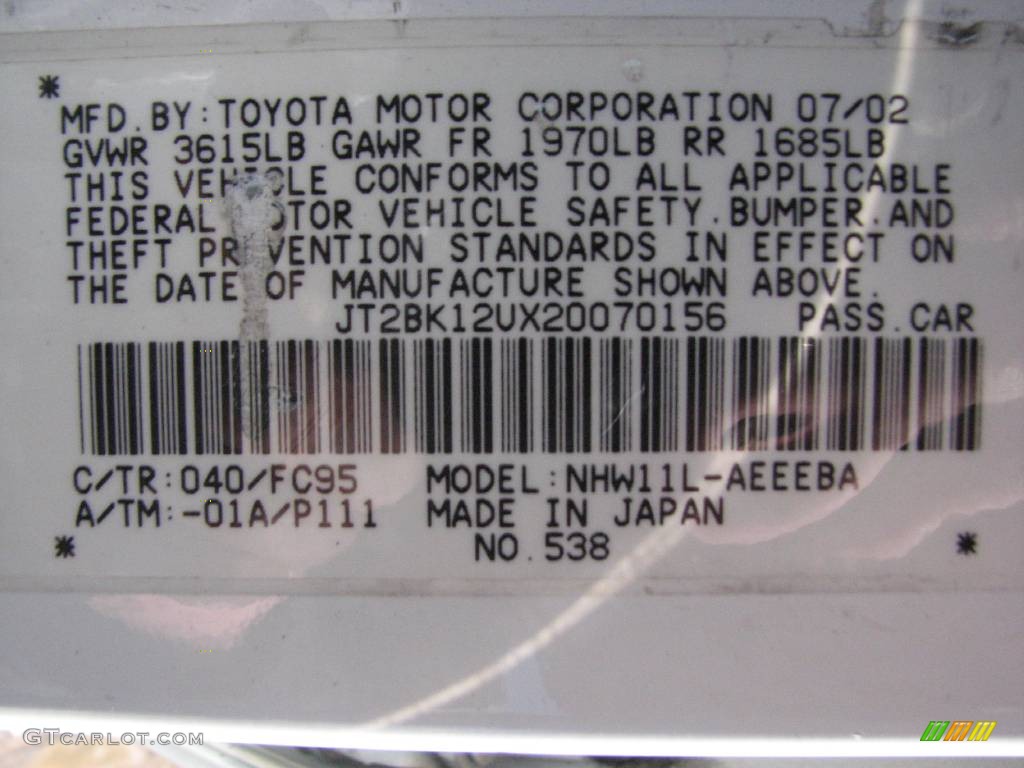 MFD.BY:TOYOTA MOTOR CORPORATION 07/02
GVWR 3615LB GAWR FR 1970LB RR 1685LB
THIS VEHICLE CONFORMS TO ALL APPLICABLE
FEDERAL MOTOR VEHICLE SAFETY.BUMPER.AND
THEFT PREVENTION STANDARDS IN EFFECT ON
THE DATE OF MANUFACTURE SHOWN ABOVE.
JT2BK12UX20070156 PASS.CAR
C/TR:040/FC95 MODEL:NHW11L-AEEEBA
A/TM:-01A/P111 MADE IN JAPAN
NO.538
GTCARLOT.COM